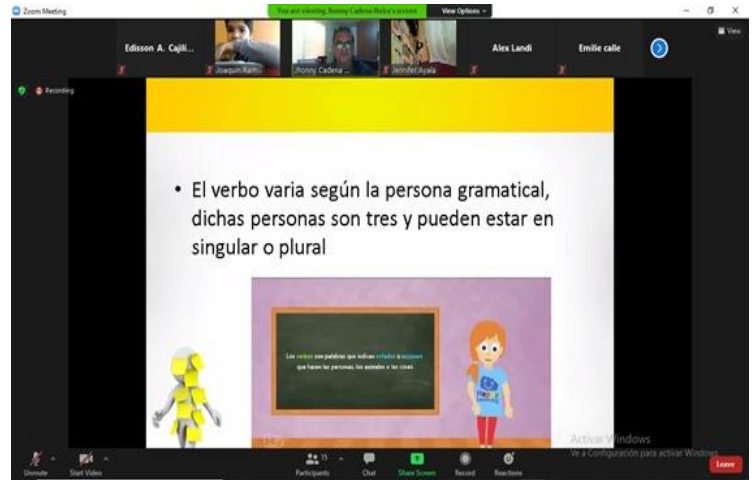 Zoom Meeting
You are viewing Jhonny Cadena Molca's screen
View Options
View
Edisson A. Cajili...
Joaquin Ram
Jhonny Cadena ...
Jennifer Ayala
Alex Landi
Emilie calle
Recording
• El verbo varia según la persona gramatical,
dichas personas son tres y pueden estar en
singular o plural
Los verbos son palabras que indican estados o acciones
que hacen las personas, los animales o las cosas.
Activar Windows
Ve a Configuración para activar Windows.
Unmute
Start Video
Participants
15
Chat
Share Screen
Record
Reactions
Leave